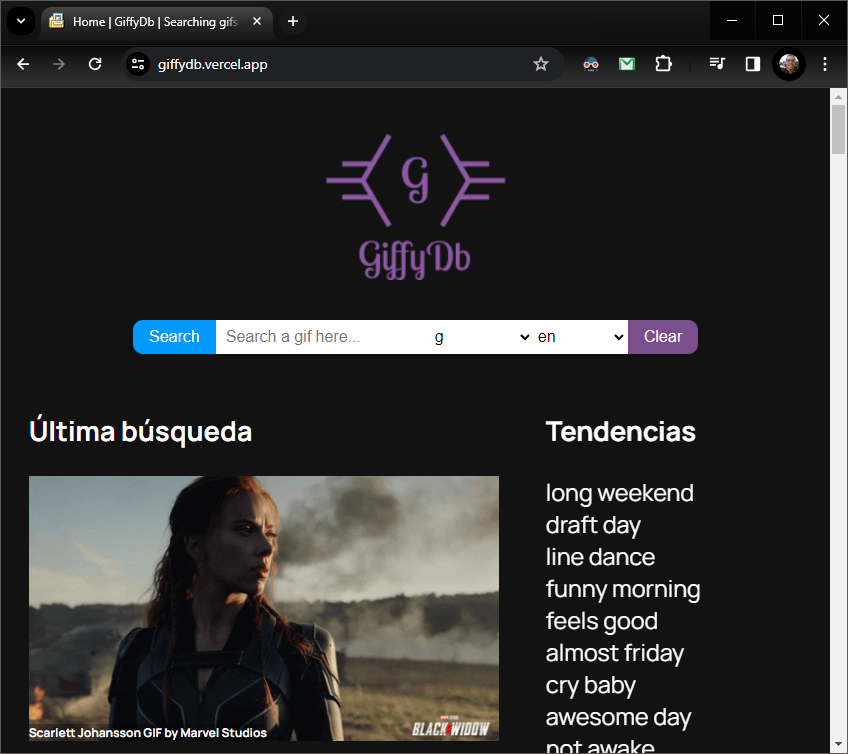 Home | GiffyDb | Searching gifs
giffydb.vercel.app
G
GiffyDb
Search
Search a gif here...
g
en
Clear
Última búsqueda
Tendencias
long weekend
draft day
line dance
funny morning
feels good
almost friday
cry baby
awesome day
not awake
Scarlett Johansson GIF by Marvel Studios
BLACK WIDOW